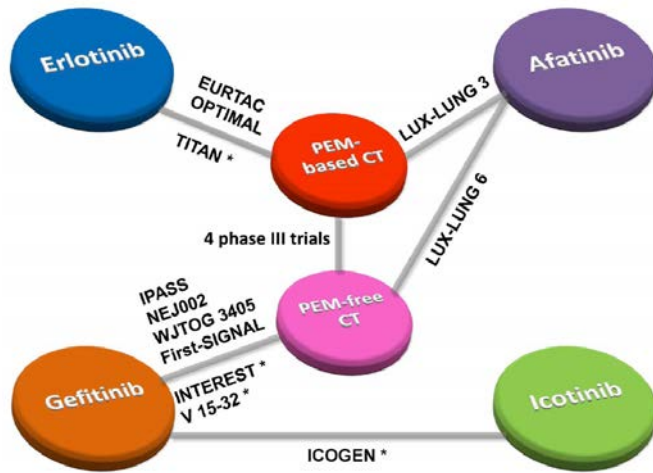 Erlotinib
Afatinib
EURTAC
OPTIMAL
TITAN *
PEM-
based CT
LUX-LUNG 3
LUX-LUNG 6
4 phase III trials
PEM-free
CT
IPASS
NEJ002
WJTOG 3405
First-SIGNAL
INTEREST *
V 15-32 *
Gefitinib
Icotinib
ICOGEN *